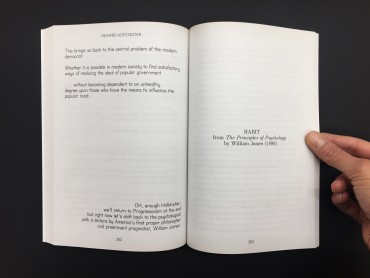 RICHARD HOFSTADTER
This brings us back to the central problem of the modern
democrat:
Whether it is possible in modern society to find satisfactory
ways of realizing the ideal of popular government
without becoming dependent to an unhealthy
degree upon those who have the means to influence the
popular mind.
OK, enough Hofstadter;
we'll return to Progressivism at the end
but right now let's shift back to the psychological
with a lecture by America's first proper philosopher
and preeminent pragmatist, William James:
HABIT
from The Principles of Psychology
by William James (1890)